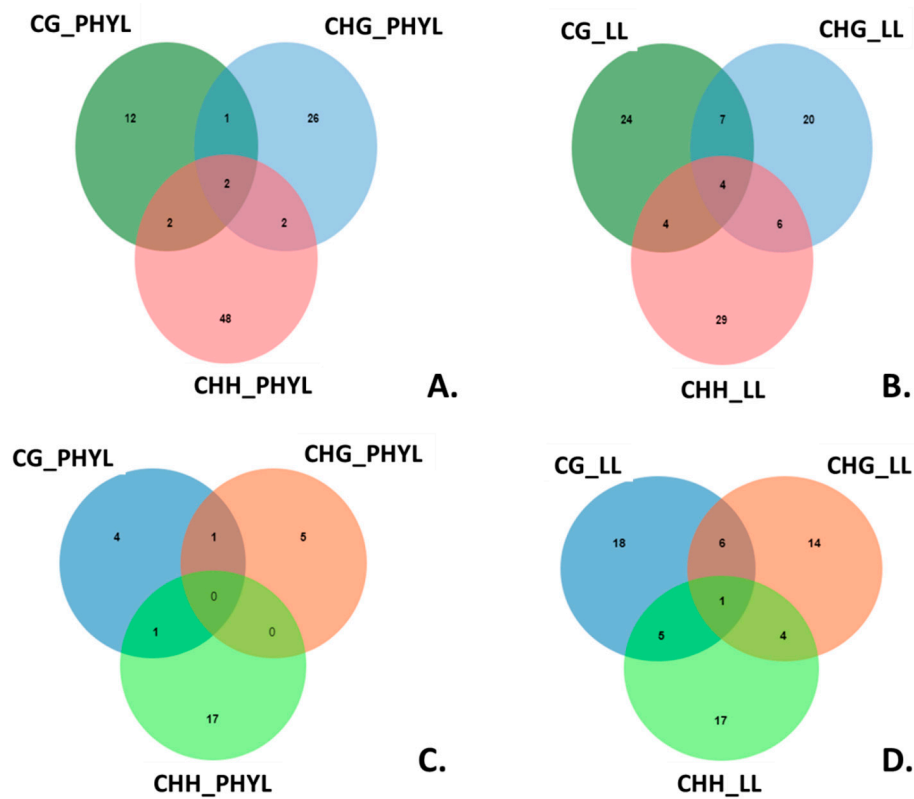 CG_PHYL
CHG_PHYL
12
1
26
2
2
2
48
CHH_PHYL
A.
CG_LL
CHG_LL
24
7
20
4
4
6
29
CHH_LL
B.
CG_PHYL
CHG_PHYL
4
1
5
0
1
0
17
CHH_PHYL
C.
CG_LL
CHG_LL
18
6
14
1
5
4
17
CHH_LL
D.